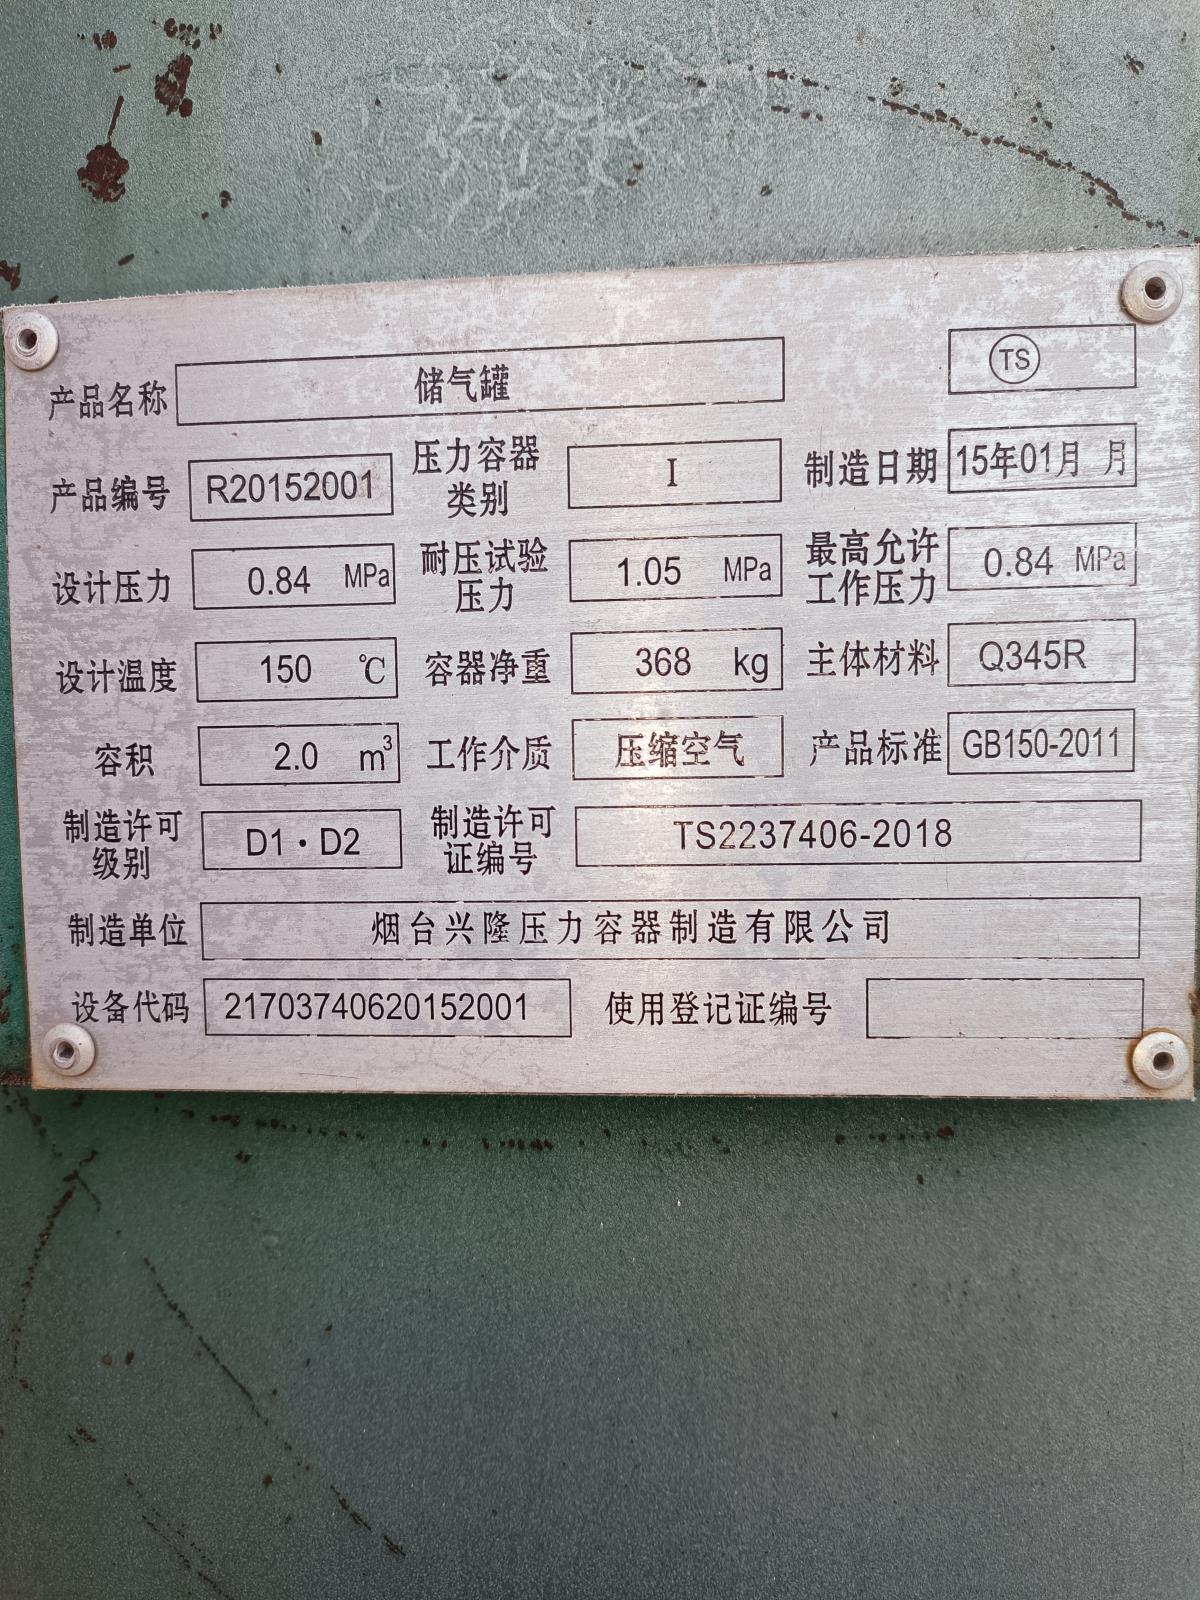 TS
产品名称 储气罐
产品编号 R20152001 压力容器类别 I 制造日期 15年01月 月
设计压力 0.84 MPa 耐压试验压力 1.05 MPa 最高允许工作压力 0.84 MPa
设计温度 150 ℃ 容器净重 368 kg 主体材料 Q345R
容积 2.0 m³ 工作介质 压缩空气 产品标准 GB150-2011
制造许可级别 D1·D2 制造许可证编号 TS2237406-2018
制造单位 烟台兴隆压力容器制造有限公司
设备代码 21703740620152001 使用登记证编号